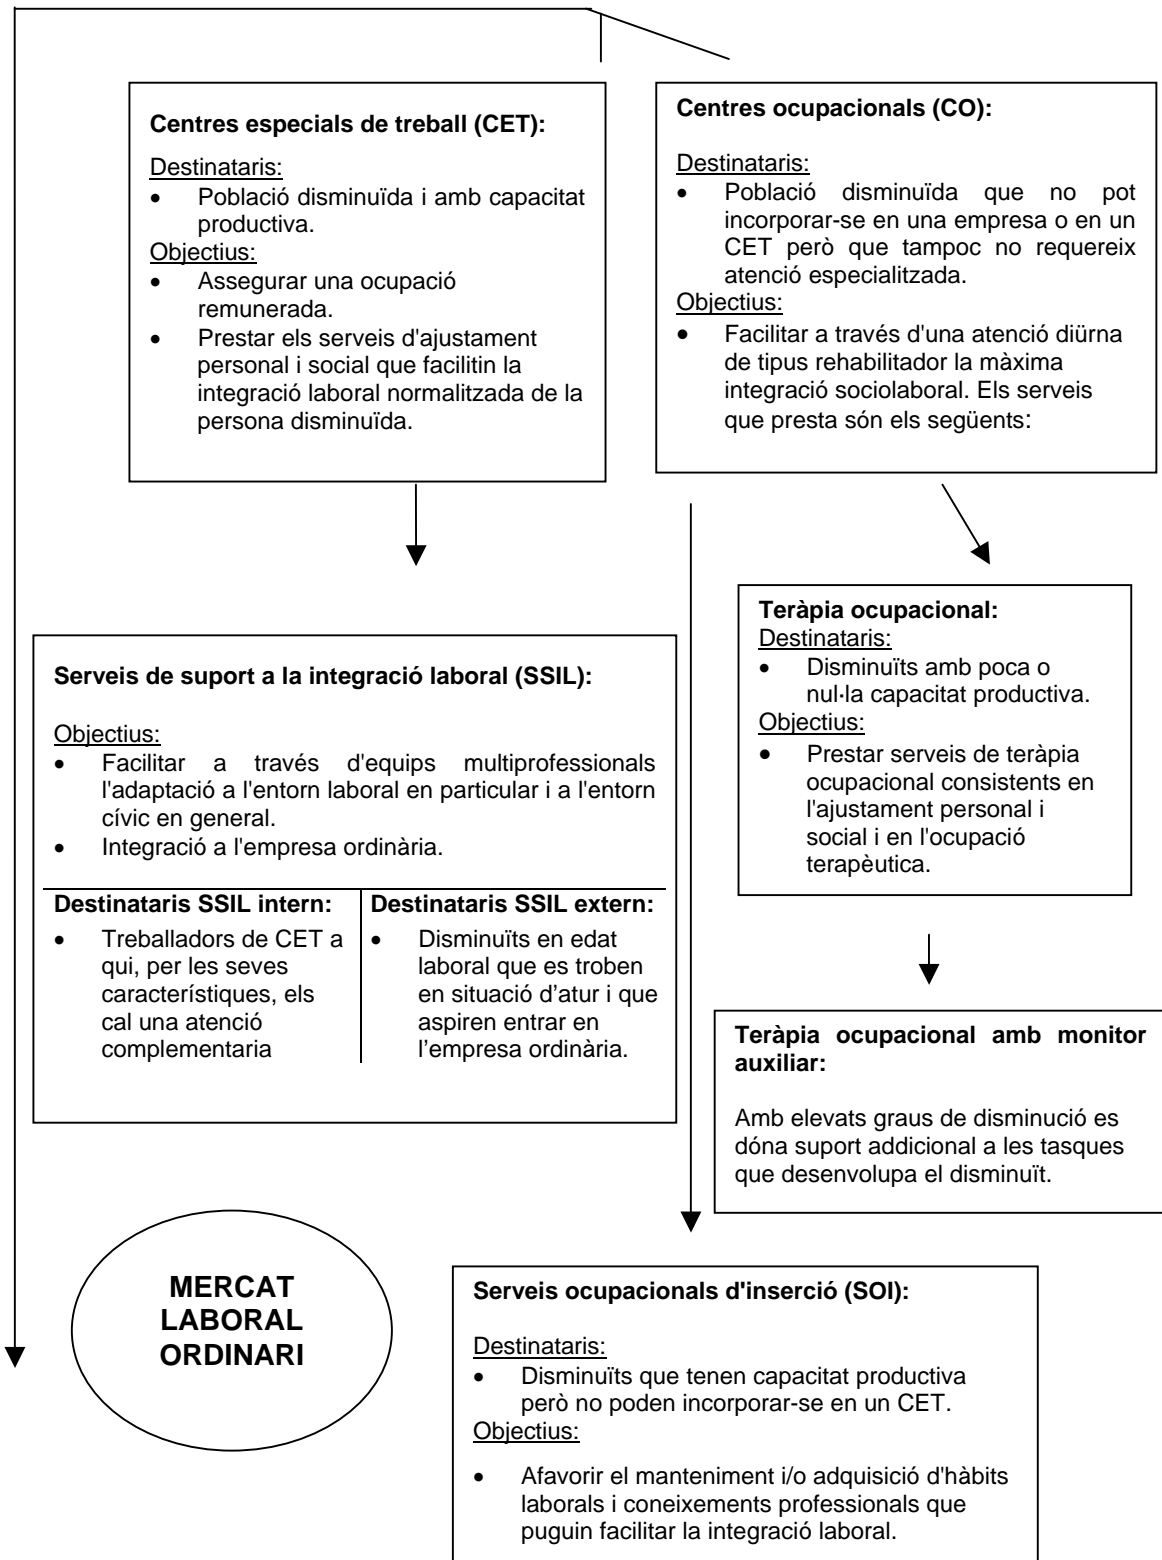 Centres especials de treball (CET):
Destinataris:
• Població disminuïda i amb capacitat
productiva.
Objectius:
• Assegurar una ocupació
remunerada.
• Prestar els serveis d'ajustament
personal i social que facilitin la
integració laboral normalitzada de la
persona disminuïda.
Centres ocupacionals (CO):
Destinataris:
• Població disminuïda que no pot
incorporar-se en una empresa o en un
CET però que tampoc no requereix
atenció especialitzada.
Objectius:
• Facilitar a través d'una atenció diürna
de tipus rehabilitador la màxima
integració sociolaboral. Els serveis
que presta són els següents:
Serveis de suport a la integració laboral (SSIL):
Objectius:
• Facilitar a través d'equips multiprofessionals
l'adaptació a l'entorn laboral en particular i a l'entorn
cívic en general.
• Integració a l'empresa ordinària.
Destinataris SSIL intern:
• Treballadors de CET a
qui, per les seves
característiques, els
cal una atenció
complementaria
Destinataris SSIL extern:
• Disminuïts en edat
laboral que es troben
en situació d’atur i que
aspiren entrar en
l’empresa ordinària.
Teràpia ocupacional:
Destinataris:
• Disminuïts amb poca o
nul·la capacitat productiva.
Objectius:
• Prestar serveis de teràpia
ocupacional consistents en
l'ajustament personal i
social i en l'ocupació
terapèutica.
Teràpia ocupacional amb monitor
auxiliar:
Amb elevats graus de disminució es
dóna suport addicional a les tasques
que desenvolupa el disminuït.
MERCAT
LABORAL
ORDINARI
Serveis ocupacionals d'inserció (SOI):
Destinataris:
• Disminuïts que tenen capacitat productiva
però no poden incorporar-se en un CET.
Objectius:
• Afavorir el manteniment i/o adquisició d'hàbits
laborals i coneixements professionals que
puguin facilitar la integració laboral.